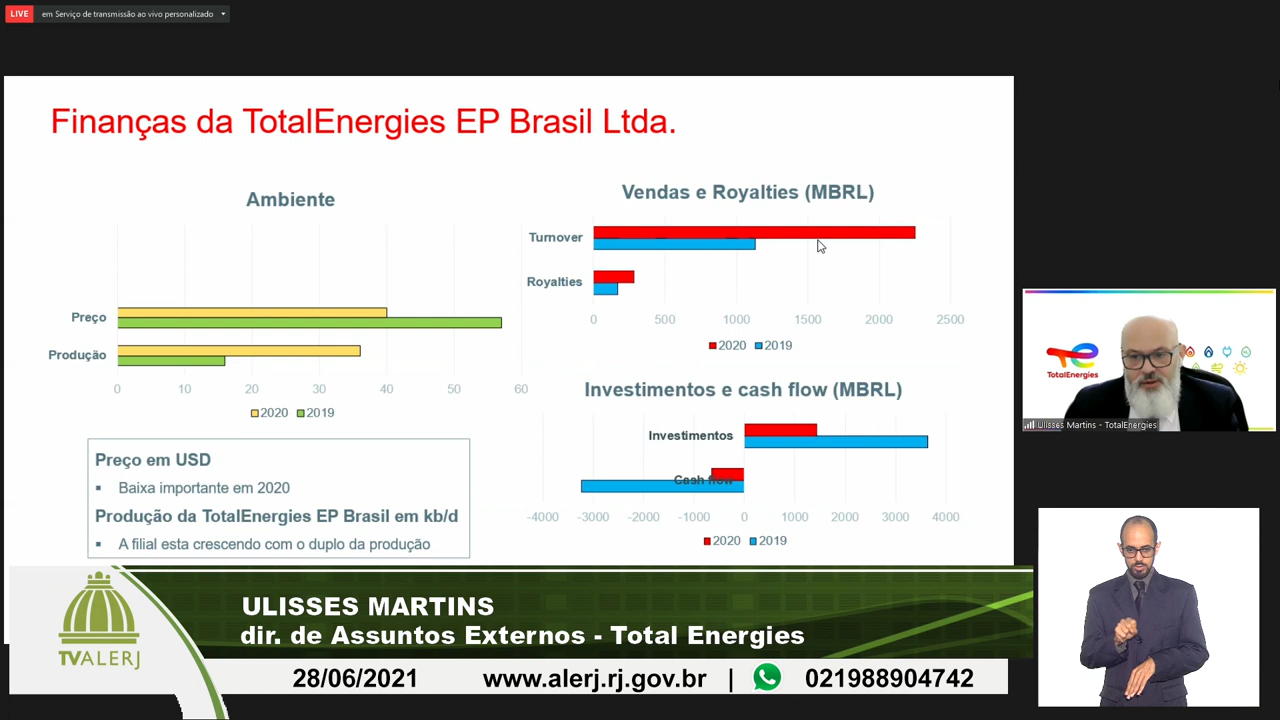 LIVE em Serviço de transmissão ao vivo personalizado
Finanças da TotalEnergies EP Brasil Ltda.
Ambiente
Preço
Produção
0 10 20 30 40 50 60
2020 2019
Preço em USD
Baixa importante em 2020
Produção da TotalEnergies EP Brasil em kb/d
A filial esta crescendo com o duplo da produção
Vendas e Royalties (MBRL)
Turnover
Royalties
0 500 1000 1500 2000 2500
2020 2019
Investimentos e cash flow (MBRL)
Investimentos
Cash flow
-4000 -3000 -2000 -1000 0 1000 2000 3000 4000
2020 2019
TotalEnergies
Ulisses Martins - TotalEnergies
TVALERJ
ULISSES MARTINS
dir. de Assuntos Externos - Total Energies
28/06/2021 www.alerj.rj.gov.br | 021988904742